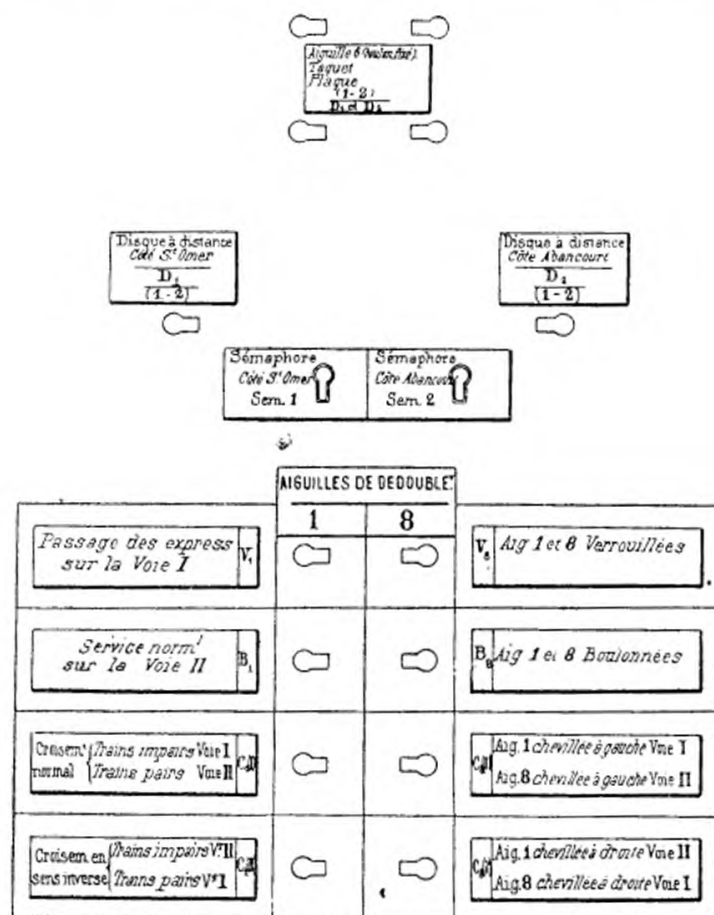 Aiguille 6 (boulon fixé)
Taquet
Plaque
(1-2)
D₁ et D₂
Disque à distance
Côté Sᵗ Omer
D₁
(1-2)
Disque à distance
Côté Abancourt
D₂
(1-2)
Sémaphore
Côté Sᵗ Omer
Sem. 1
Sémaphore
Côté Abancourt
Sem. 2
AIGUILLES DE DEDOUBLEᵗ
1 8
Passage des express
sur la Voie I
V₁
V₈
Aig 1 et 8 Verrouillées
Service normˡ
sur la Voie II
B₁
B₈
Aig 1 et 8 Boulonnées
Croisemᵗ
normal
Trains impairs Voie I
Trains pairs Voie II
Aig. 1 chevillée à gauche Voie I
Aig. 8 chevillée à gauche Voie II
Croisem en
sens inverse
Trains impairs Vᵉ II
Trains pairs Vᵉ I
Aig. 1 chevillée à droite Voie II
Aig. 8 chevillée à droite Voie I